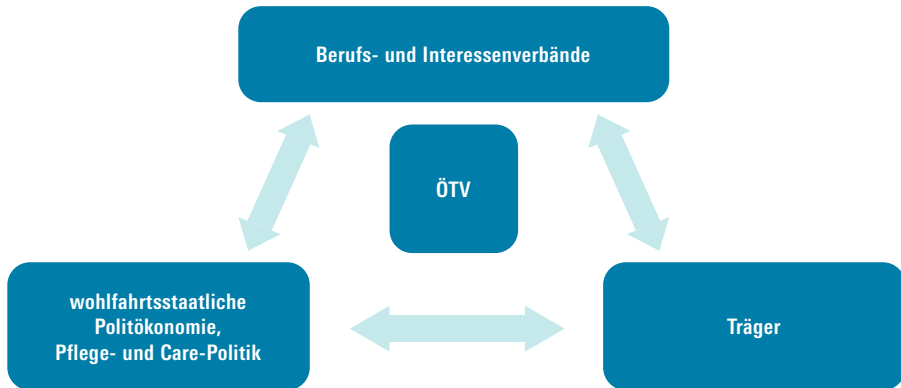 Berufs- und Interessenverbände
ÖTV
wohlfahrtsstaatliche
Politökonomie,
Pflege- und Care-Politik
Träger